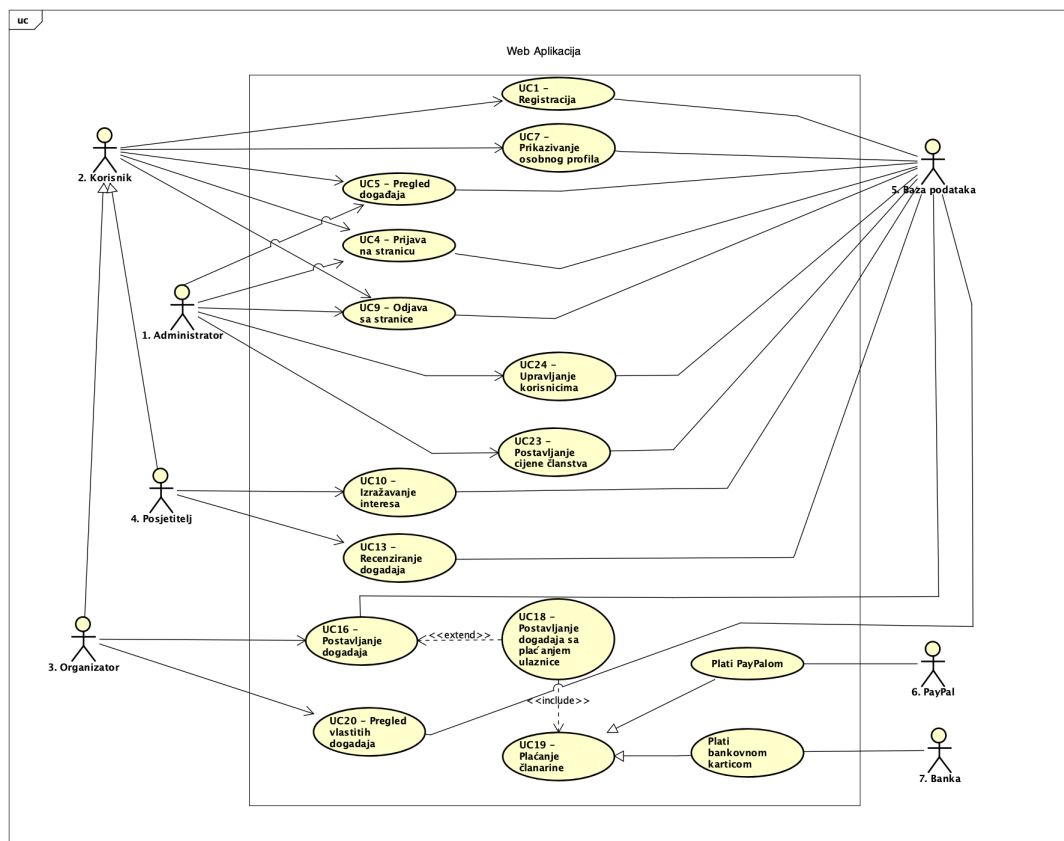 uc
Web Aplikacija
UC1 –
Registracija
UC7 –
Prikazivanje
osobnog profila
2. Korisnik
UC5 – Pregled
događaja
5. Baza podataka
UC4 – Prijava
na stranicu
1. Administrator
UC9 – Odjava
sa stranice
UC24 –
Upravljanje
korisnicima
UC23 –
Postavljanje
cijene članstva
4. Posjetitelj
UC10 –
Izražavanje
interesa
UC13 –
Recenziranje
događaja
3. Organizator
UC16 –
Postavljanje
događaja
<<extend>>
UC18 –
Postavljanje
događaja sa
plaćanjem
ulaznice
Plati PayPalom
6. PayPal
<<include>>
UC20 – Pregled
vlastitih
događaja
UC19 –
Plaćanje
članarine
Plati
bankovnom
karticom
7. Banka